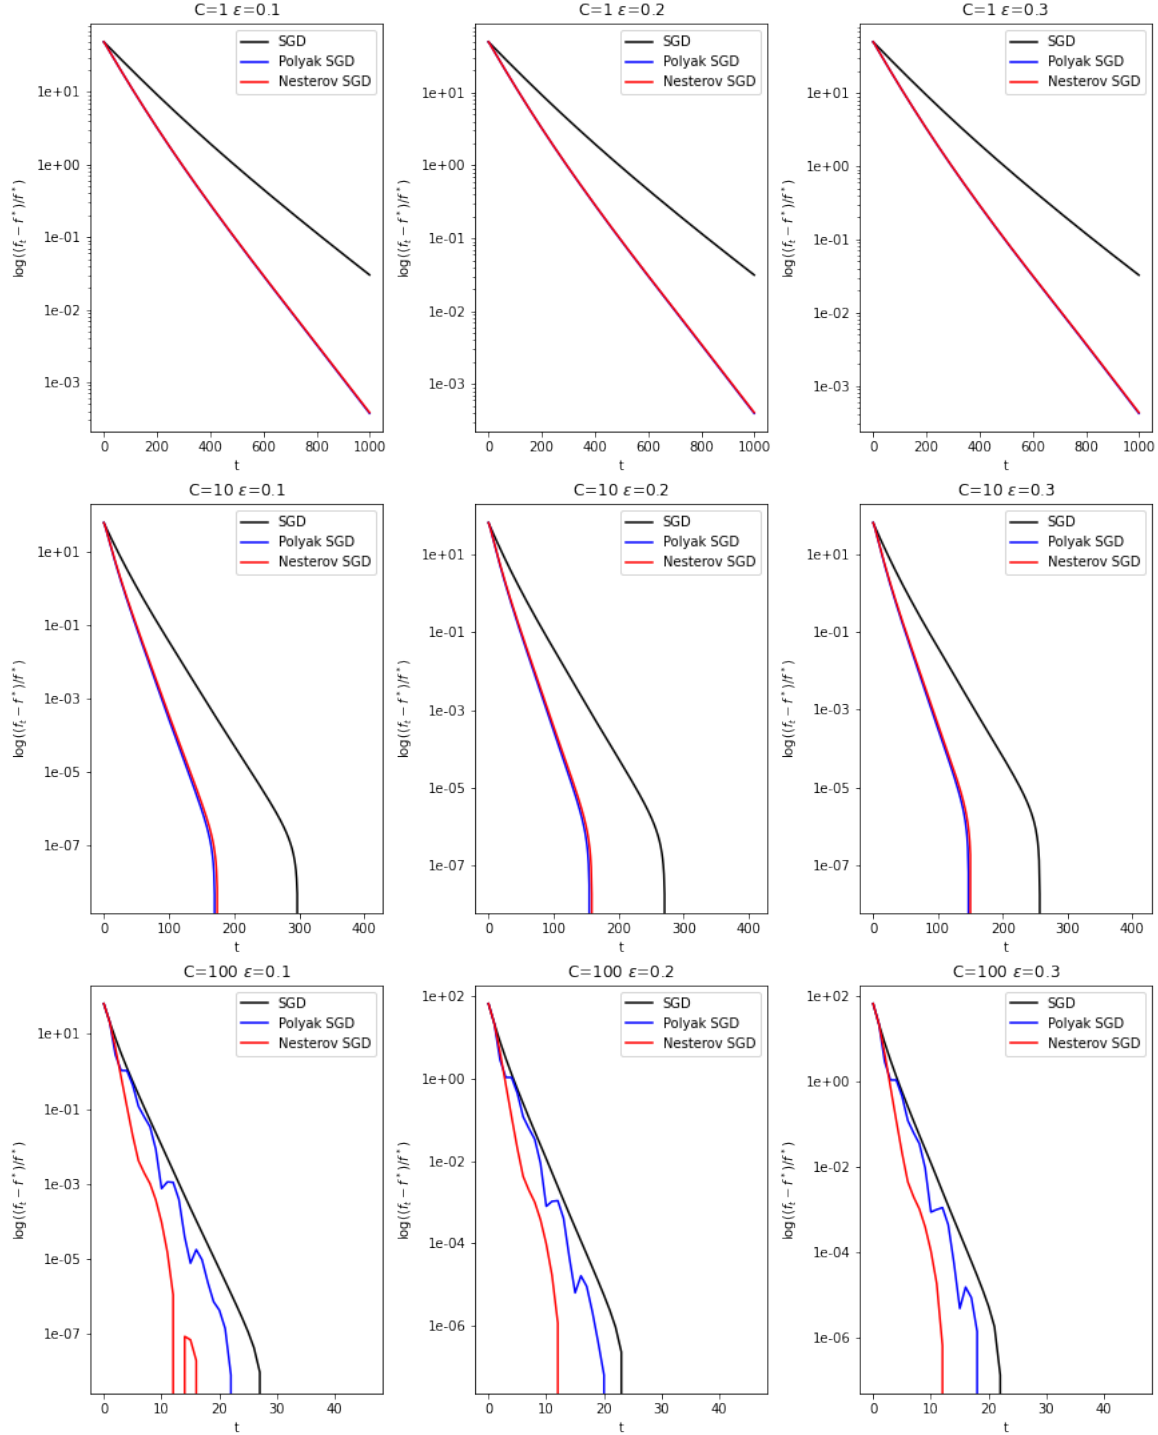 C=1 ε=0.1
SGD
Polyak SGD
Nesterov SGD
1e+01
1e+00
1e-01
1e-02
1e-03
log((f_t − f^*)/f^*)
0 200 400 600 800 1000
t
C=1 ε=0.2
SGD
Polyak SGD
Nesterov SGD
1e+01
1e+00
1e-01
1e-02
1e-03
log((f_t − f^*)/f^*)
0 200 400 600 800 1000
t
C=1 ε=0.3
SGD
Polyak SGD
Nesterov SGD
1e+01
1e+00
1e-01
1e-02
1e-03
log((f_t − f^*)/f^*)
0 200 400 600 800 1000
t
C=10 ε=0.1
SGD
Polyak SGD
Nesterov SGD
1e+01
1e-01
1e-03
1e-05
1e-07
log((f_t − f^*)/f^*)
0 100 200 300 400
t
C=10 ε=0.2
SGD
Polyak SGD
Nesterov SGD
1e+01
1e-01
1e-03
1e-05
1e-07
log((f_t − f^*)/f^*)
0 100 200 300 400
t
C=10 ε=0.3
SGD
Polyak SGD
Nesterov SGD
1e+01
1e-01
1e-03
1e-05
1e-07
log((f_t − f^*)/f^*)
0 100 200 300 400
t
C=100 ε=0.1
SGD
Polyak SGD
Nesterov SGD
1e+01
1e-01
1e-03
1e-05
1e-07
log((f_t − f^*)/f^*)
0 10 20 30 40
t
C=100 ε=0.2
SGD
Polyak SGD
Nesterov SGD
1e+02
1e+00
1e-02
1e-04
1e-06
log((f_t − f^*)/f^*)
0 10 20 30 40
t
C=100 ε=0.3
SGD
Polyak SGD
Nesterov SGD
1e+02
1e+00
1e-02
1e-04
1e-06
log((f_t − f^*)/f^*)
0 10 20 30 40
t